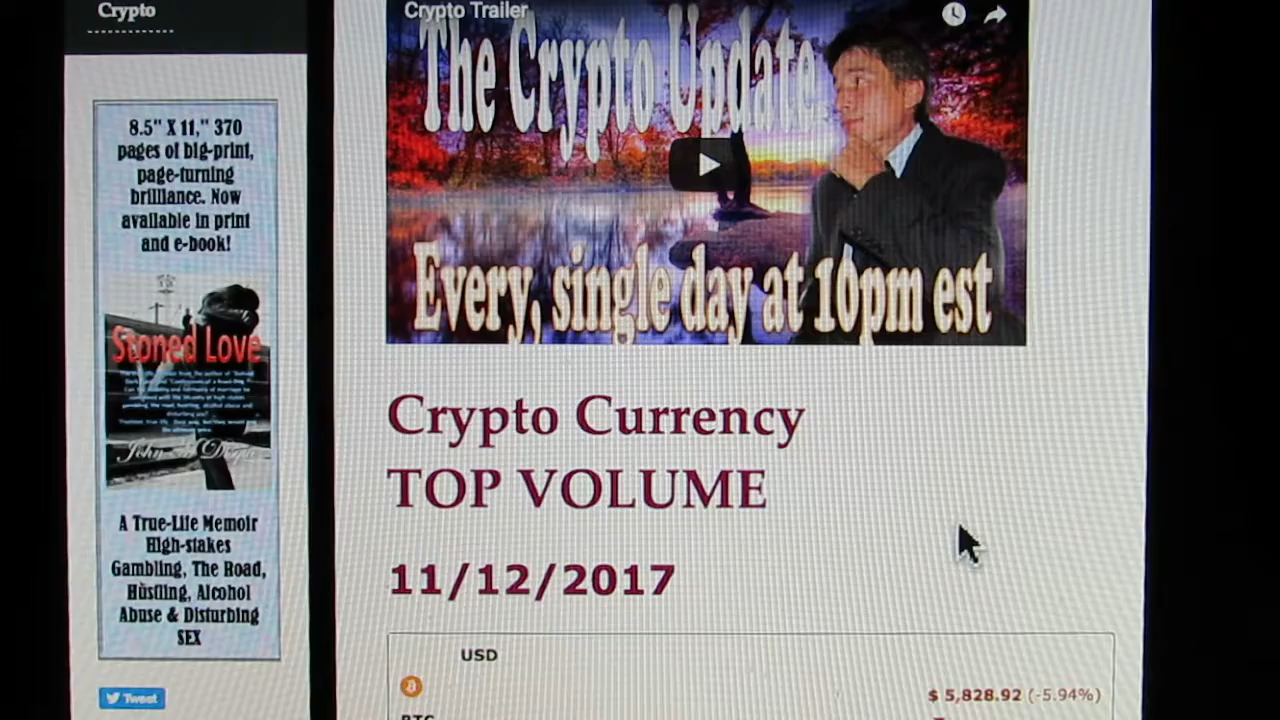 Crypto
8.5" X 11," 370
pages of big-print,
page-turning
brilliance. Now
available in print
and e-book!
Stoned Love
A True-Life Memoir
High-stakes
Gambling, The Road,
Hustling, Alcohol
Abuse & Disturbing
SEX
Tweet
Crypto Trailer
The Crypto Update
Every, single day at 10pm est
Crypto Currency
TOP VOLUME
11/12/2017
USD
$ 5,828.92 (-5.94%)
BTC